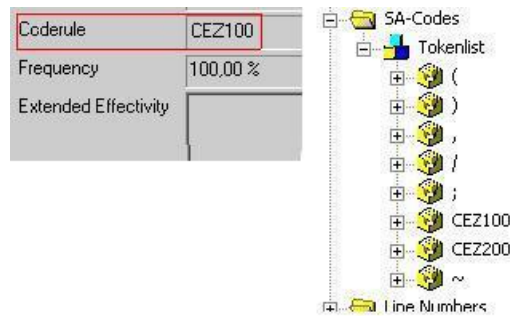 Coderule CEZ100
Frequency 100,00 %
Extended Effectivity
SA-Codes
Tokenlist
(
)
,
/
;
CEZ100
CEZ200
~
Line Numbers